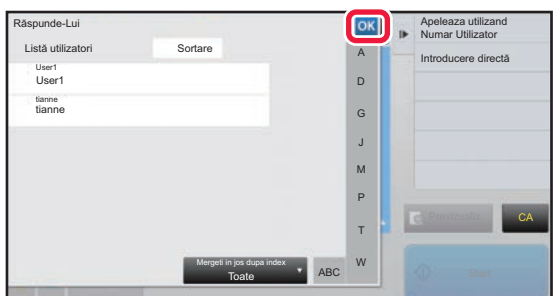 Răspunde-Lui
OK
Listă utilizatori
Sortare
User1
User1
tianne
tianne
A
D
G
J
M
P
T
W
Mergeti in jos dupa index
Toate
ABC
Apeleaza utilizand
Numar Utilizator
Introducere directă
CA